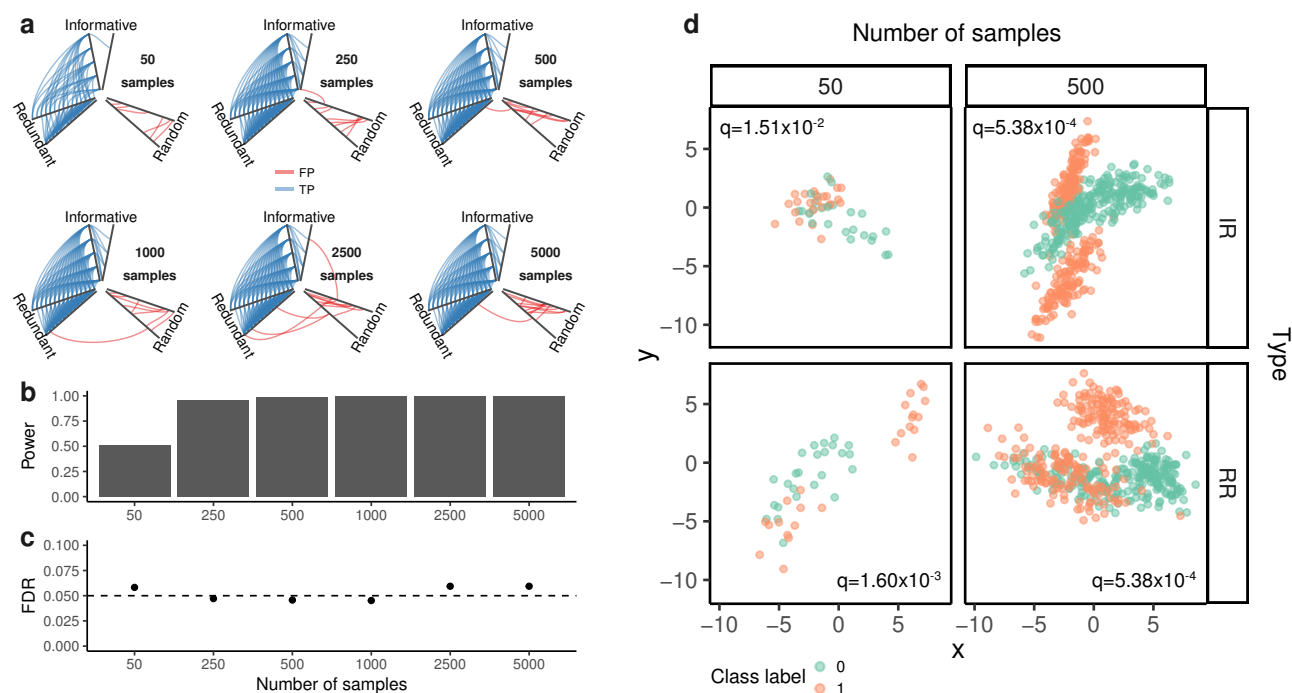 a
Informative
50
samples
Redundant
Random
Informative
250
samples
Redundant
Random
Informative
500
samples
Redundant
Random
FP
TP
Informative
1000
samples
Redundant
Random
Informative
2500
samples
Redundant
Random
Informative
5000
samples
Redundant
Random
b
Power
1.00
0.75
0.50
0.25
0.00
50 250 500 1000 2500 5000
c
FDR
0.100
0.075
0.050
0.025
0.000
50 250 500 1000 2500 5000
Number of samples
d
Number of samples
50 500
q=1.51x10⁻²
q=5.38x10⁻⁴
IR
5
0
−5
−10
y
Type
q=1.60x10⁻³
q=5.38x10⁻⁴
RR
5
0
−5
−10
−10 −5 0 5 −10 −5 0 5
x
Class label
0
1